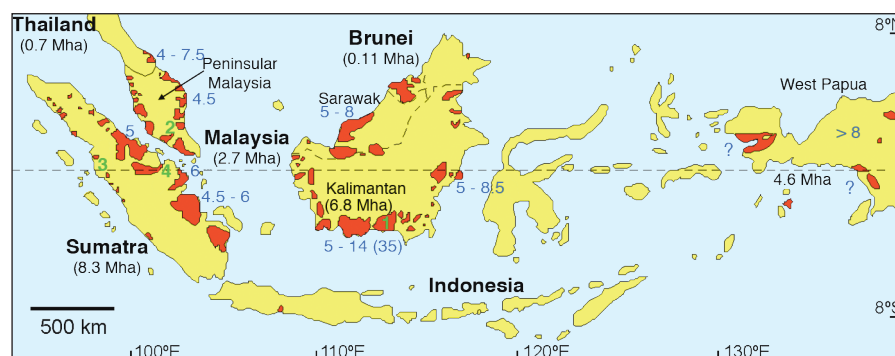 Thailand
(0.7 Mha)
4 - 7.5
Peninsular
Malaysia
4.5
Brunei
(0.11 Mha)
8°N
West Papua
Sarawak
5 - 8
2
5
Malaysia
(2.7 Mha)
> 8
?
3
4
6
4.6 Mha
?
Kalimantan
(6.8 Mha)
5 - 8.5
4.5 - 6
1
5 - 14 (35)
Sumatra
(8.3 Mha)
Indonesia
500 km
8°S
100°E
110°E
120°E
130°E